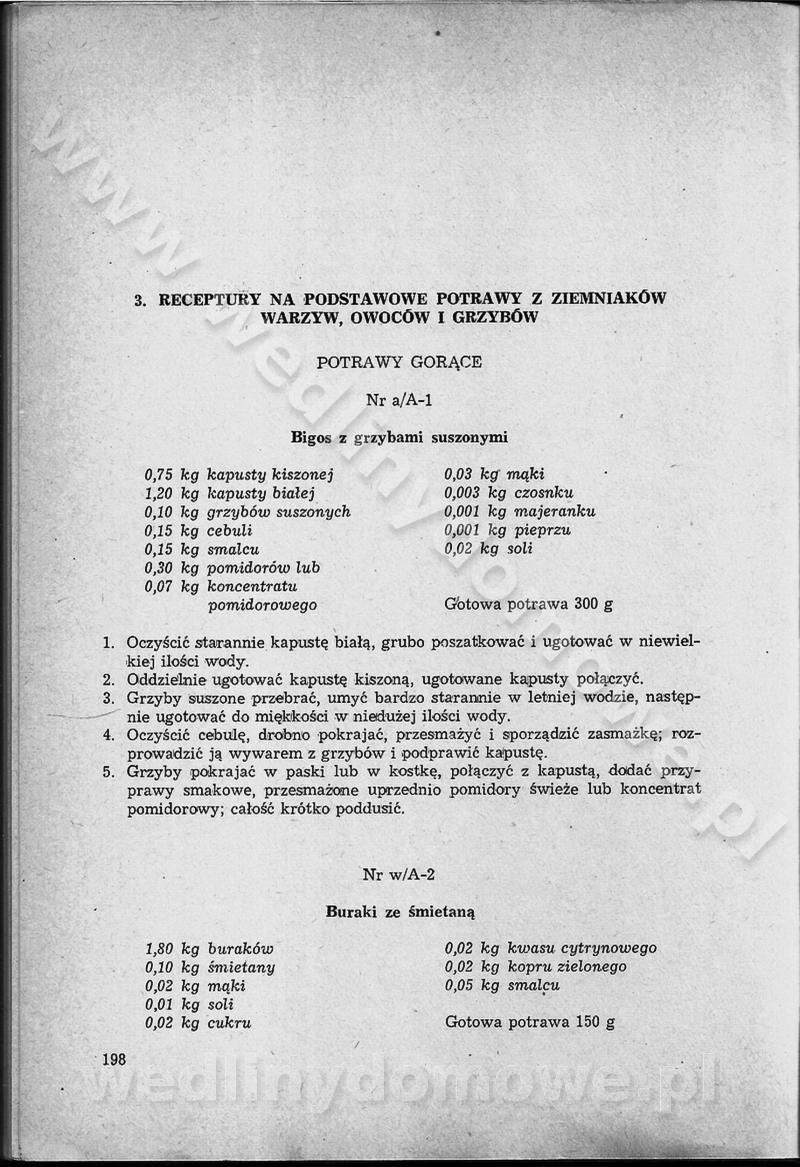 3. RECEPTURY NA PODSTAWOWE POTRAWY Z ZIEMNIAKÓW
WARZYW, OWOCÓW I GRZYBÓW
POTRAWY GORĄCE
Nr a/A-1
Bigos z grzybami suszonymi
0,75 kg kapusty kiszonej
1,20 kg kapusty białej
0,10 kg grzybów suszonych
0,15 kg cebuli
0,15 kg smalcu
0,30 kg pomidorów lub
0,07 kg koncentratu
pomidorowego
0,03 kg mąki
0,003 kg czosnku
0,001 kg majeranku
0,001 kg pieprzu
0,02 kg soli
Gotowa potrawa 300 g
1. Oczyścić starannie kapustę białą, grubo poszatkować i ugotować w niewiel-
kiej ilości wody.
2. Oddzielnie ugotować kapustę kiszoną, ugotowane kapusty połączyć.
3. Grzyby suszone przebrać, umyć bardzo starannie w letniej wodzie, następ-
nie ugotować do miękkości w niedużej ilości wody.
4. Oczyścić cebulę, drobno pokrajać, przesmażyć i sporządzić zasmażkę; roz-
prowadzić ją wywarem z grzybów i podprawić kapustę.
5. Grzyby pokrajać w paski lub w kostkę, połączyć z kapustą, dodać przy-
prawy smakowe, przesmażone uprzednio pomidory świeże lub koncentrat
pomidorowy; całość krótko poddusić.
Nr w/A-2
Buraki ze śmietaną
1,80 kg buraków
0,10 kg śmietany
0,02 kg mąki
0,01 kg soli
0,02 kg cukru
0,02 kg kwasu cytrynowego
0,02 kg kopru zielonego
0,05 kg smalcu
Gotowa potrawa 150 g
198
www.wedlinydomowe.pl
wedlinydomowe.pl